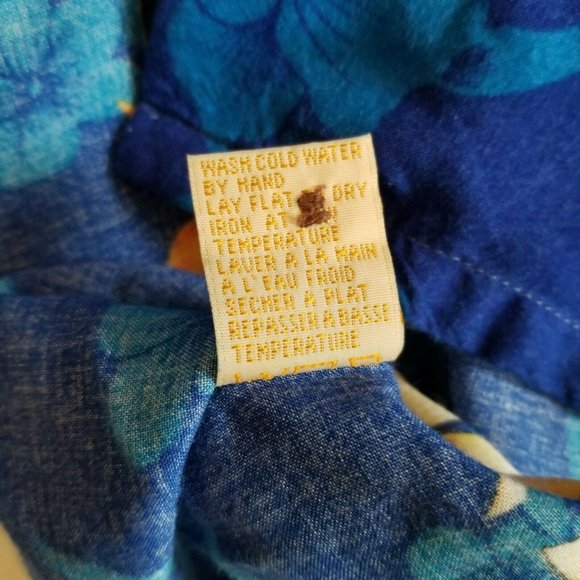 WASH COLD WATER
BY HAND
LAY FLAT DRY
IRON AT
TEMPERATURE
LAVER A LA MAIN
A L'EAU FROID
SECHER A PLAT
REPASSER A BASSE
TEMPERATURE